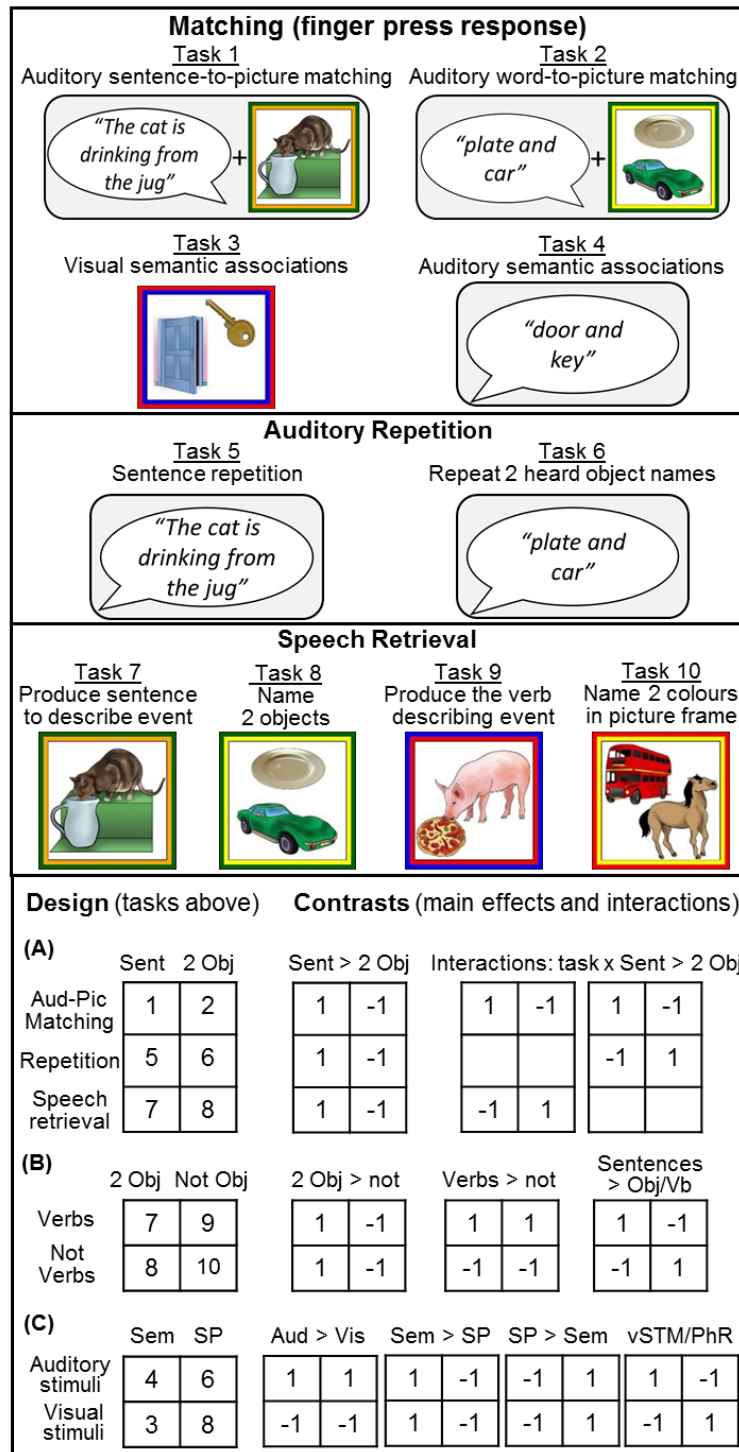 Matching (finger press response)
Task 1
Auditory sentence-to-picture matching
Task 2
Auditory word-to-picture matching
“The cat is
drinking from
the jug”
+
“plate and
car”
+
Task 3
Visual semantic associations
Task 4
Auditory semantic associations
“door and
key”
Auditory Repetition
Task 5
Sentence repetition
Task 6
Repeat 2 heard object names
“The cat is
drinking from
the jug”
“plate and
car”
Speech Retrieval
Task 7
Produce sentence
to describe event
Task 8
Name
2 objects
Task 9
Produce the verb
describing event
Task 10
Name 2 colours
in picture frame
Design (tasks above)
Contrasts (main effects and interactions)
(A)
Sent 2 Obj
Sent > 2 Obj
Interactions: task x Sent > 2 Obj
Aud-Pic
Matching
1 2 1 -1 1 -1 1 -1
Repetition
5 6 1 -1 -1 1
Speech
retrieval
7 8 1 -1 -1 1
(B)
2 Obj Not Obj
2 Obj > not
Verbs > not
Sentences
> Obj/Vb
Verbs
7 9 1 -1 1 1 1 -1
Not
Verbs
8 10 1 -1 -1 -1 -1 1
(C)
Sem SP
Aud > Vis
Sem > SP
SP > Sem
vSTM/PhR
Auditory
stimuli
4 6 1 1 1 -1 -1 1 1 -1
Visual
stimuli
3 8 -1 -1 1 -1 -1 1 -1 1